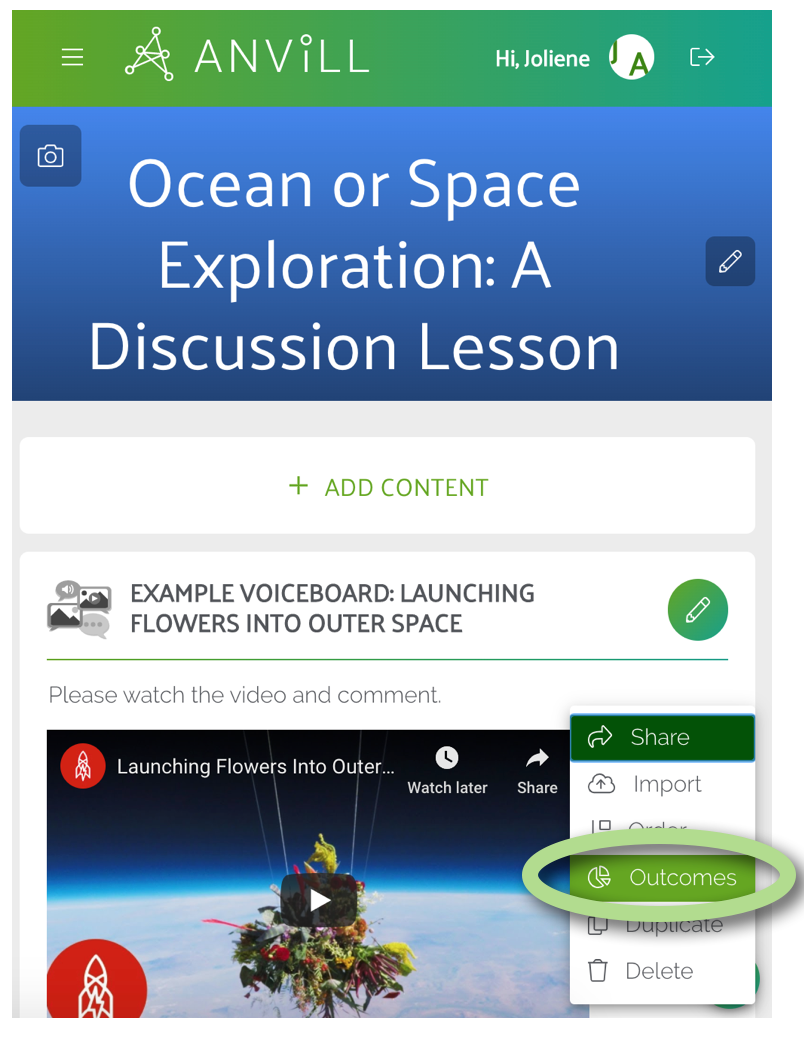 ANViLL
Hi, Joliene
J A
Ocean or Space
Exploration: A
Discussion Lesson
+ ADD CONTENT
EXAMPLE VOICEBOARD: LAUNCHING
FLOWERS INTO OUTER SPACE
Please watch the video and comment.
Launching Flowers Into Outer...
Watch later
Share
Share
Import
Order
Outcomes
Duplicate
Delete